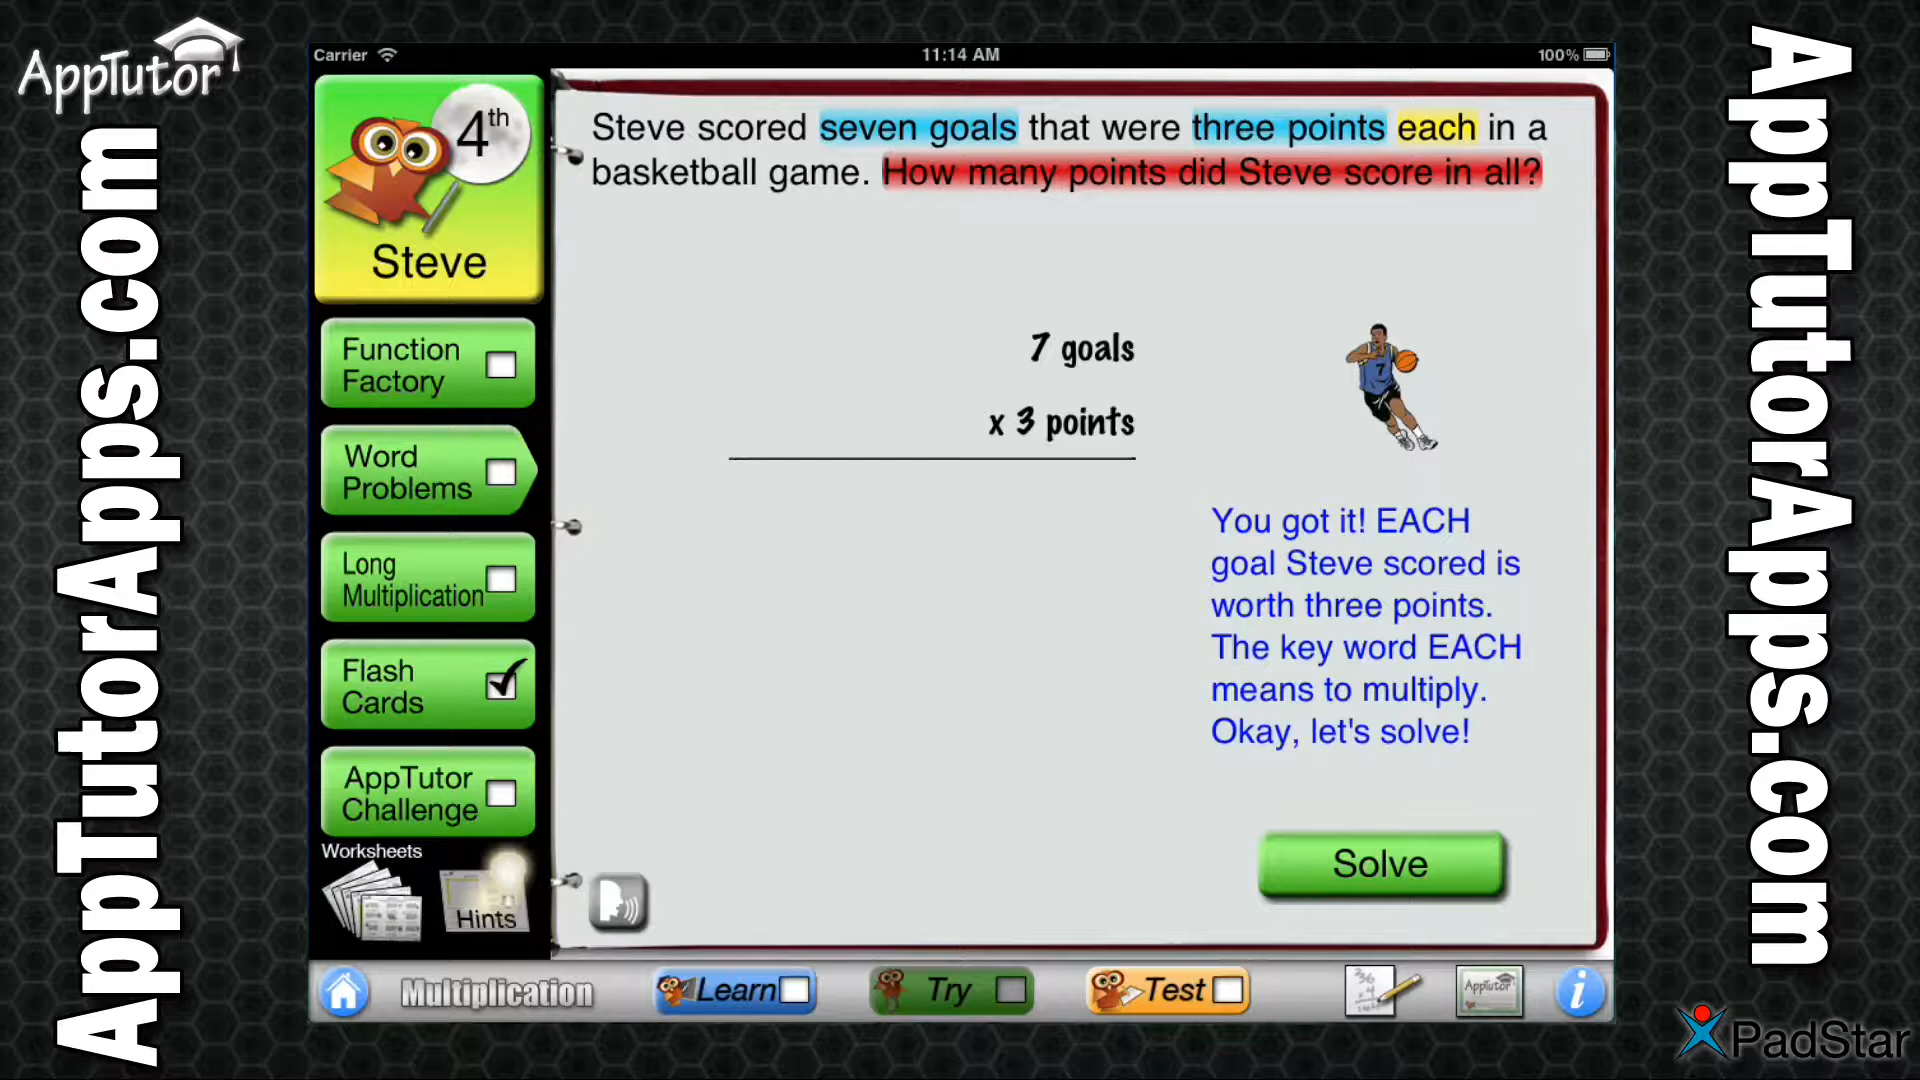 AppTutor
AppTutorApps.com
Carrier
11:14 AM
100%
4th
Steve
Function
Factory
Word
Problems
Long
Multiplication
Flash
Cards
AppTutor
Challenge
Worksheets
Hints
Steve scored seven goals that were three points each in a
basketball game. How many points did Steve score in all?
7 goals
x 3 points
7
You got it! EACH
goal Steve scored is
worth three points.
The key word EACH
means to multiply.
Okay, let's solve!
Solve
Multiplication
Learn
Try
Test
AppTutor
i
AppTutorApps.com
PadStar